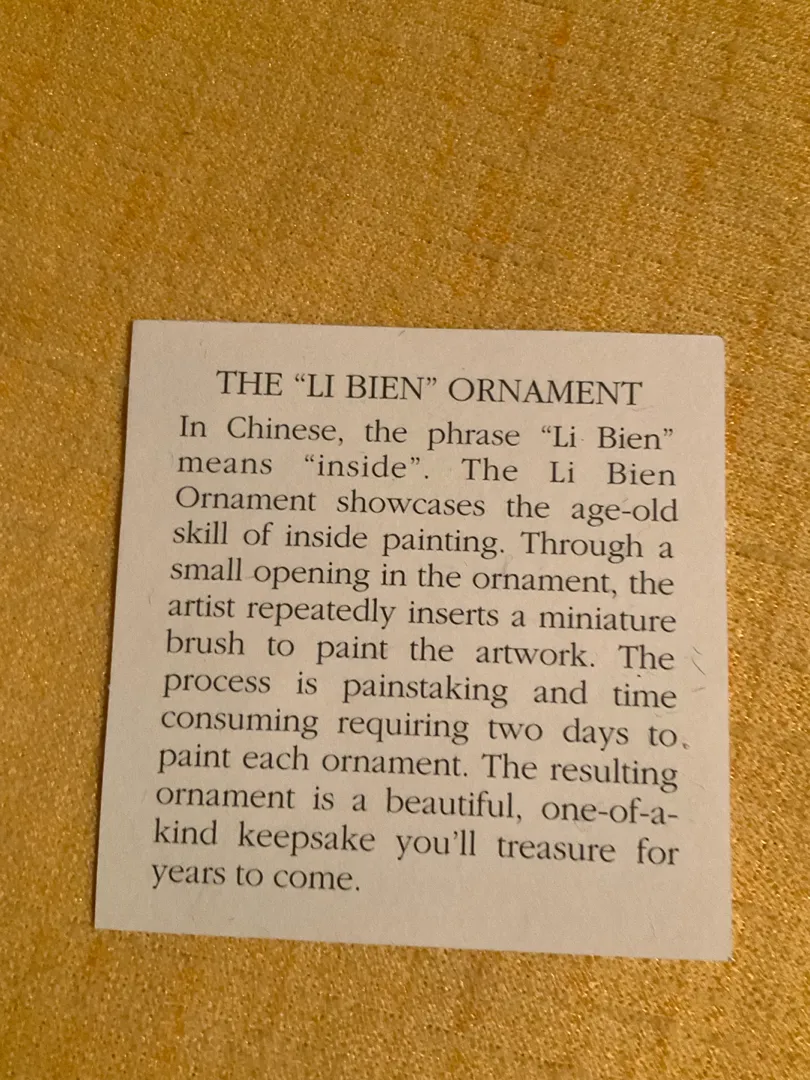 THE “LI BIEN” ORNAMENT
In Chinese, the phrase “Li Bien”
means “inside”. The Li Bien
Ornament showcases the age-old
skill of inside painting. Through a
small opening in the ornament, the
artist repeatedly inserts a miniature
brush to paint the artwork. The
process is painstaking and time
consuming requiring two days to
paint each ornament. The resulting
ornament is a beautiful, one-of-a-
kind keepsake you’ll treasure for
years to come.